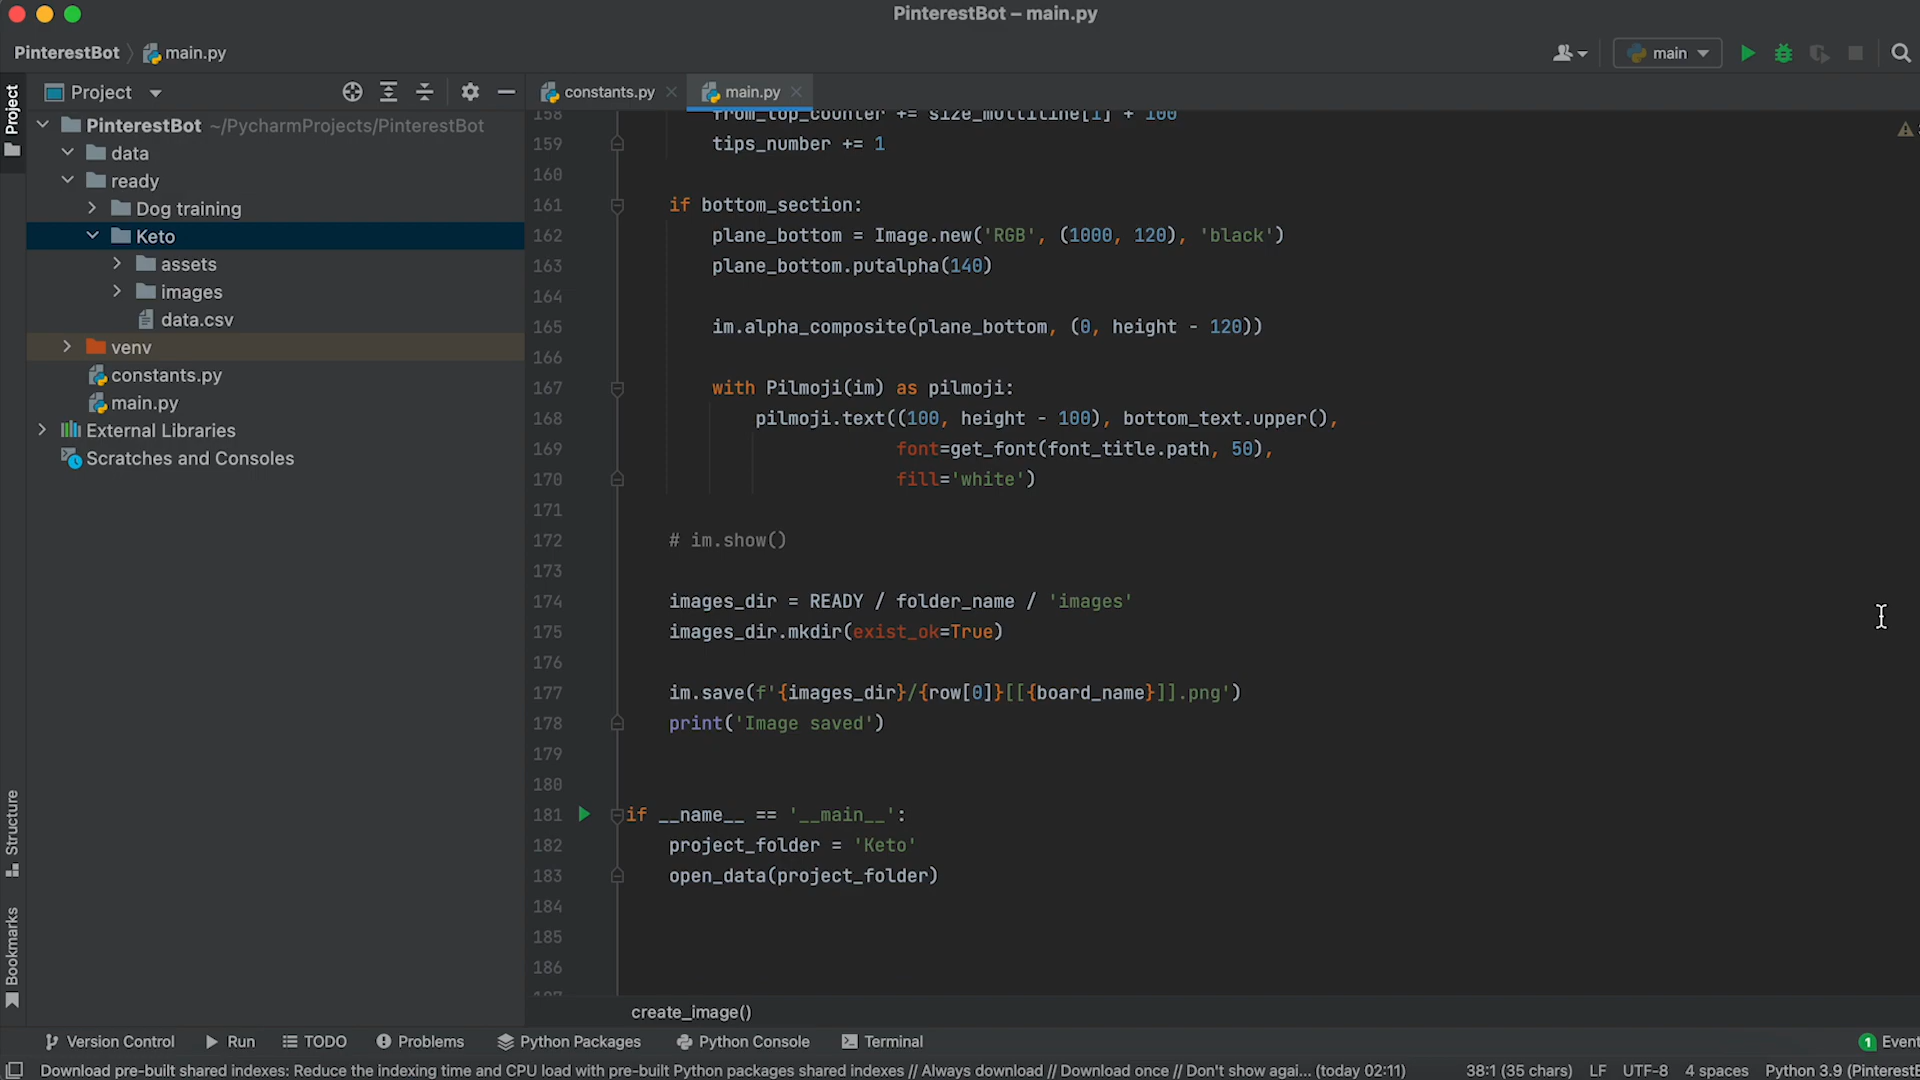 PinterestBot – main.py
PinterestBot main.py
main
Project
constants.py
main.py
Project
PinterestBot ~/PycharmProjects/PinterestBot
data
ready
Dog training
Keto
assets
images
data.csv
venv
constants.py
main.py
External Libraries
Scratches and Consoles
Structure
Bookmarks
158 from_top_counter += size_multiline[1] + 100
159 tips_number += 1
160
161 if bottom_section:
162 plane_bottom = Image.new('RGB', (1000, 120), 'black')
163 plane_bottom.putalpha(140)
164
165 im.alpha_composite(plane_bottom, (0, height - 120))
166
167 with Pilmoji(im) as pilmoji:
168 pilmoji.text((100, height - 100), bottom_text.upper(),
169 font=get_font(font_title.path, 50),
170 fill='white')
171
172 # im.show()
173
174 images_dir = READY / folder_name / 'images'
175 images_dir.mkdir(exist_ok=True)
176
177 im.save(f'{images_dir}/{row[0]}[[{board_name}]].png')
178 print('Image saved')
179
180
181 if __name__ == '__main__':
182 project_folder = 'Keto'
183 open_data(project_folder)
184
185
186
187
create_image()
Version Control Run TODO Problems Python Packages Python Console Terminal 1 Event
Download pre-built shared indexes: Reduce the indexing time and CPU load with pre-built Python packages shared indexes // Always download // Download once // Don't show agai... (today 02:11) 38:1 (35 chars) LF UTF-8 4 spaces Python 3.9 (PinterestB